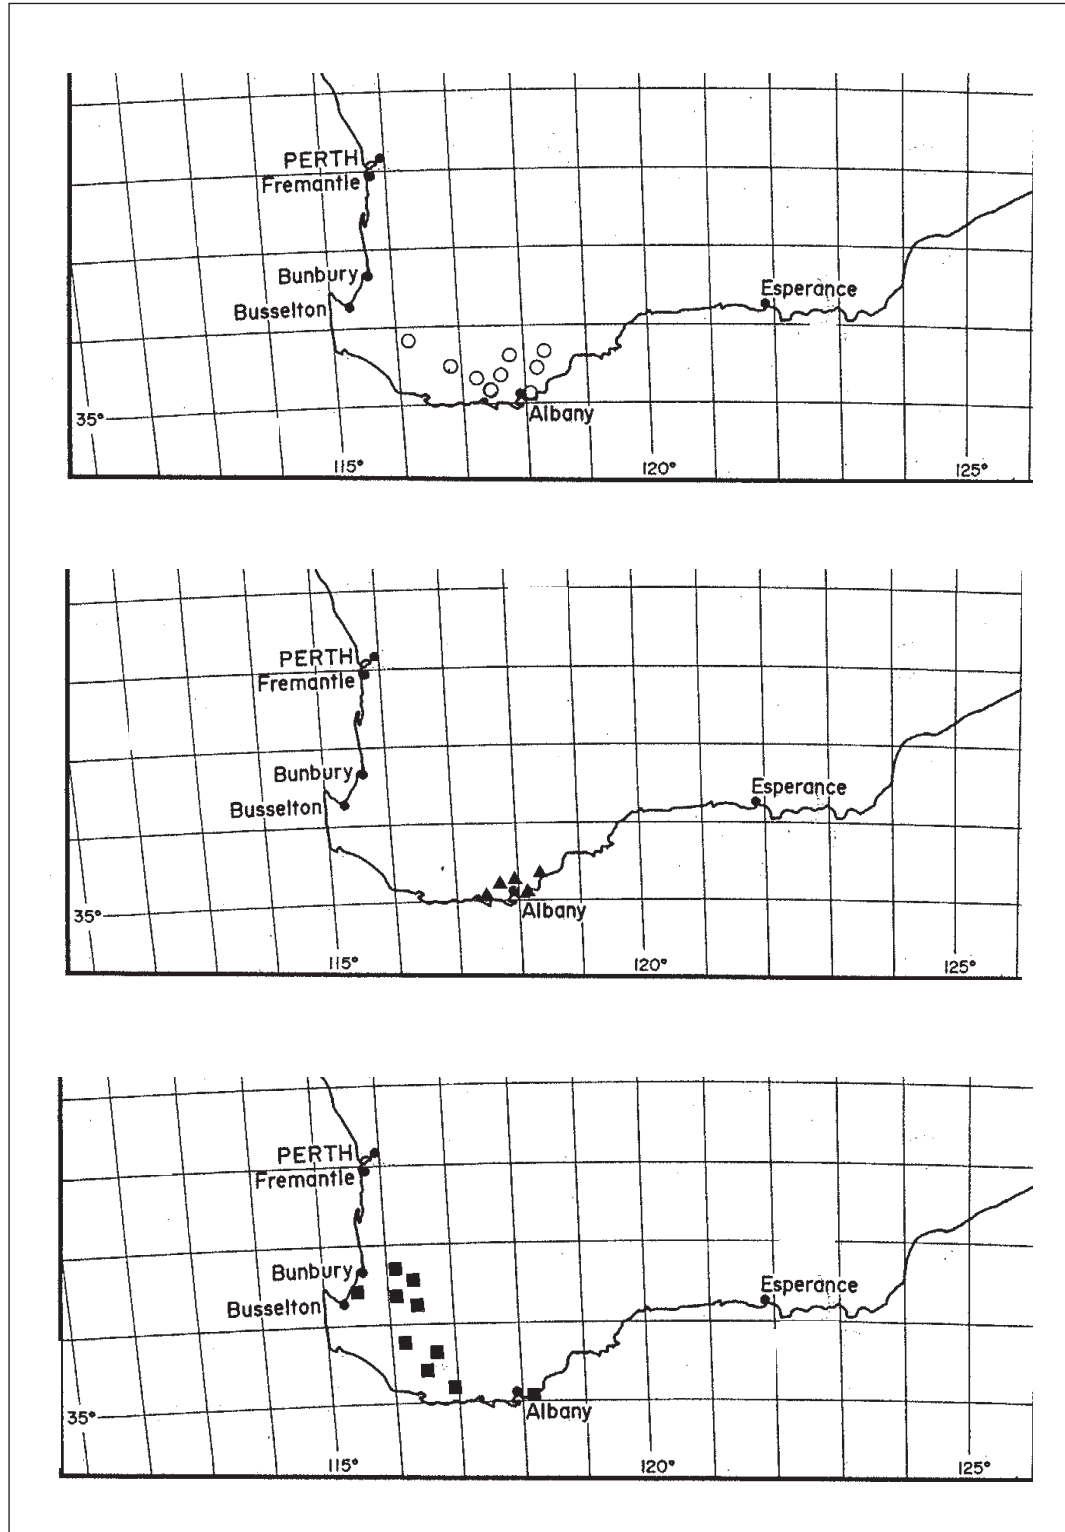 PERTH
Fremantle
Bunbury
Busselton
Esperance
Albany
35°
115° 120° 125°
PERTH
Fremantle
Bunbury
Busselton
Esperance
Albany
35°
115° 120° 125°
PERTH
Fremantle
Bunbury
Busselton
Esperance
Albany
35°
115° 120° 125°